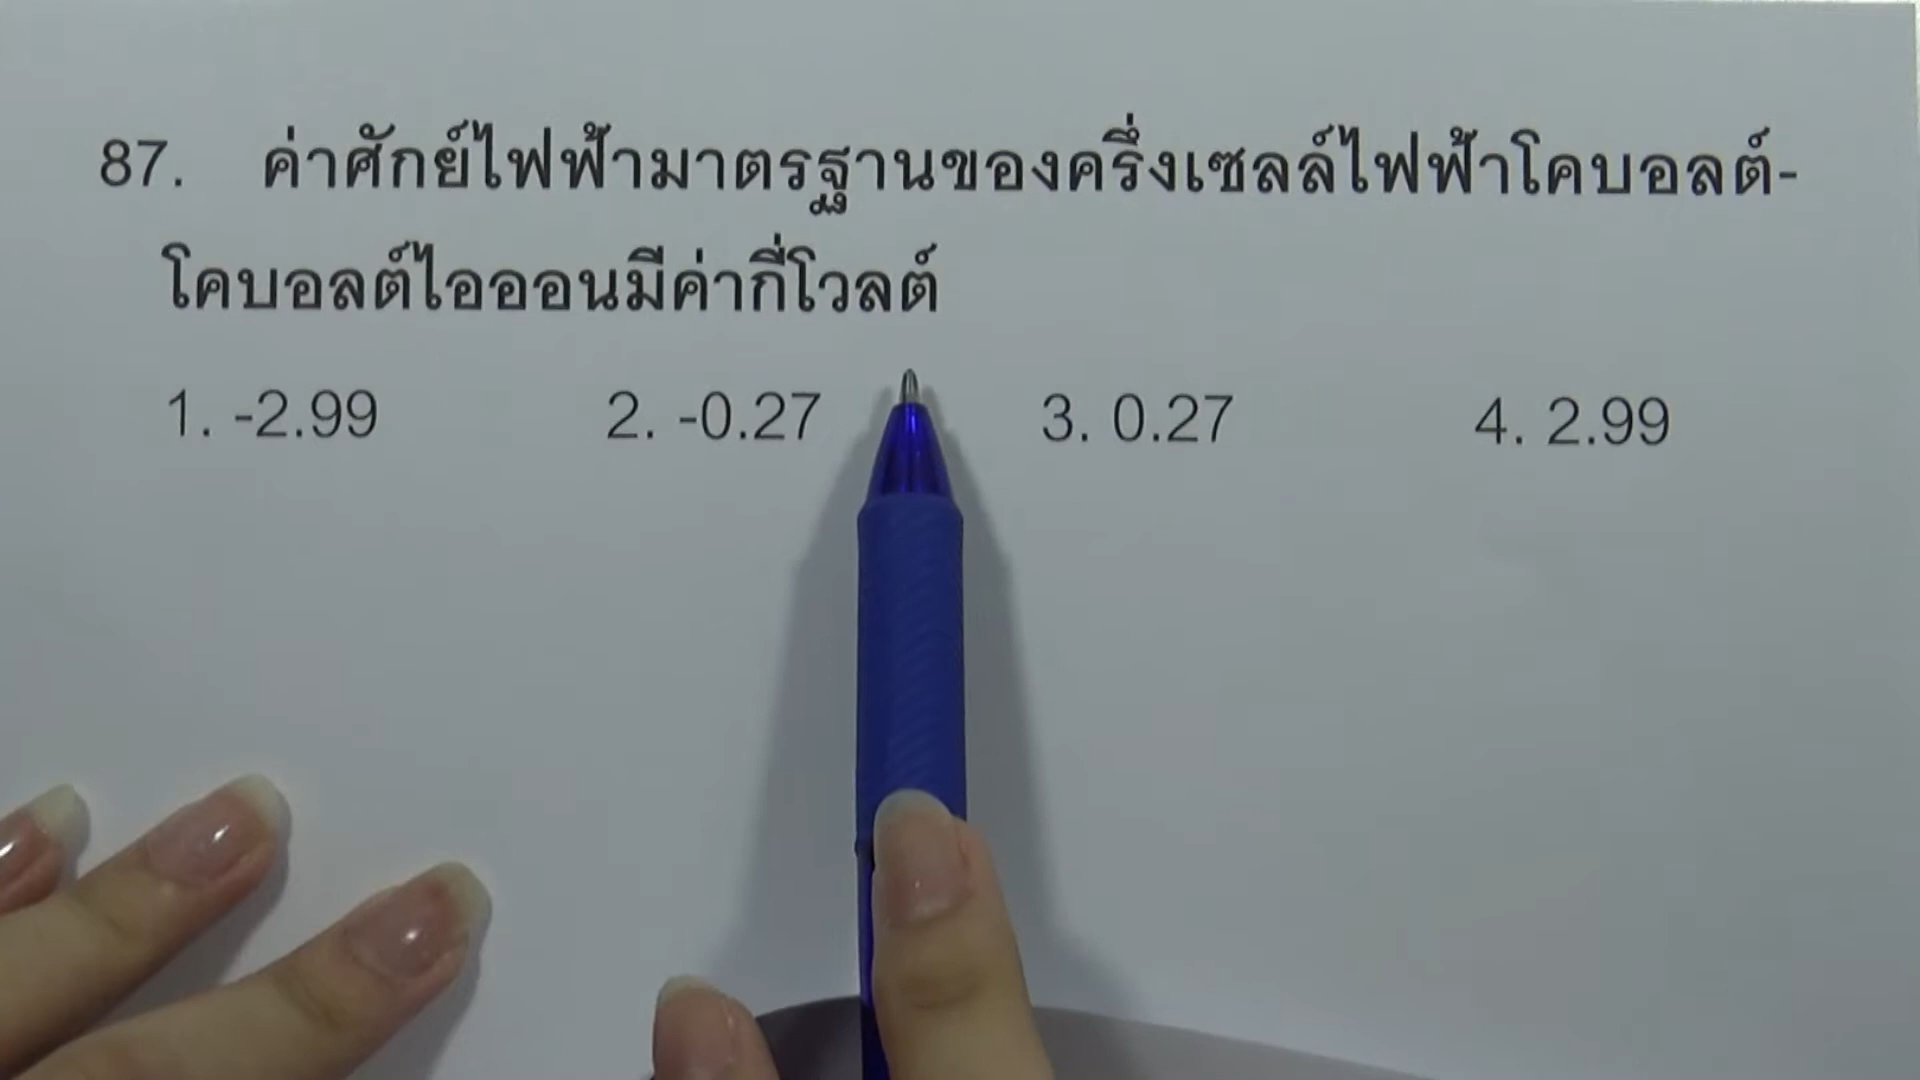 87. ค่าศักย์ไฟฟ้ามาตรฐานของครึ่งเซลล์ไฟฟ้าโคบอลต์-
โคบอลต์ไอออนมีค่ากี่โวลต์
1. -2.99 2. -0.27 3. 0.27 4. 2.99